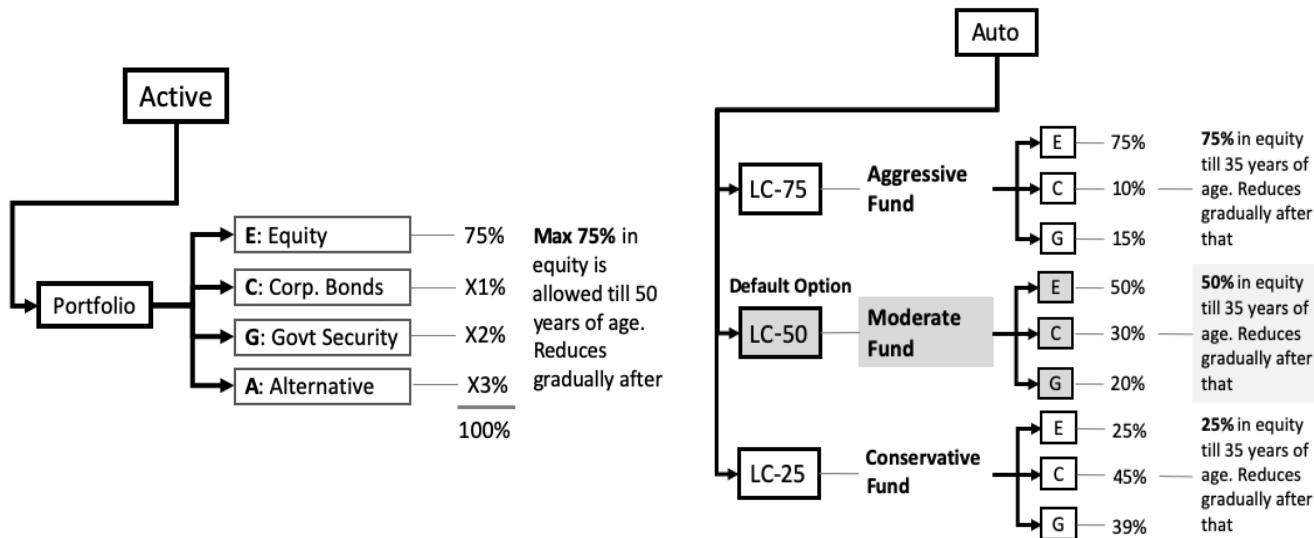 Active
Portfolio
E: Equity
75%
C: Corp. Bonds
X1%
G: Govt Security
X2%
A: Alternative
X3%
100%
Max 75% in
equity is
allowed till 50
years of age.
Reduces
gradually after
Auto
LC-75
Aggressive
Fund
E
75%
C
10%
G
15%
75% in equity
till 35 years of
age. Reduces
gradually after
that
Default Option
LC-50
Moderate
Fund
E
50%
C
30%
G
20%
50% in equity
till 35 years of
age. Reduces
gradually after
that
LC-25
Conservative
Fund
E
25%
C
45%
G
39%
25% in equity
till 35 years of
age. Reduces
gradually after
that